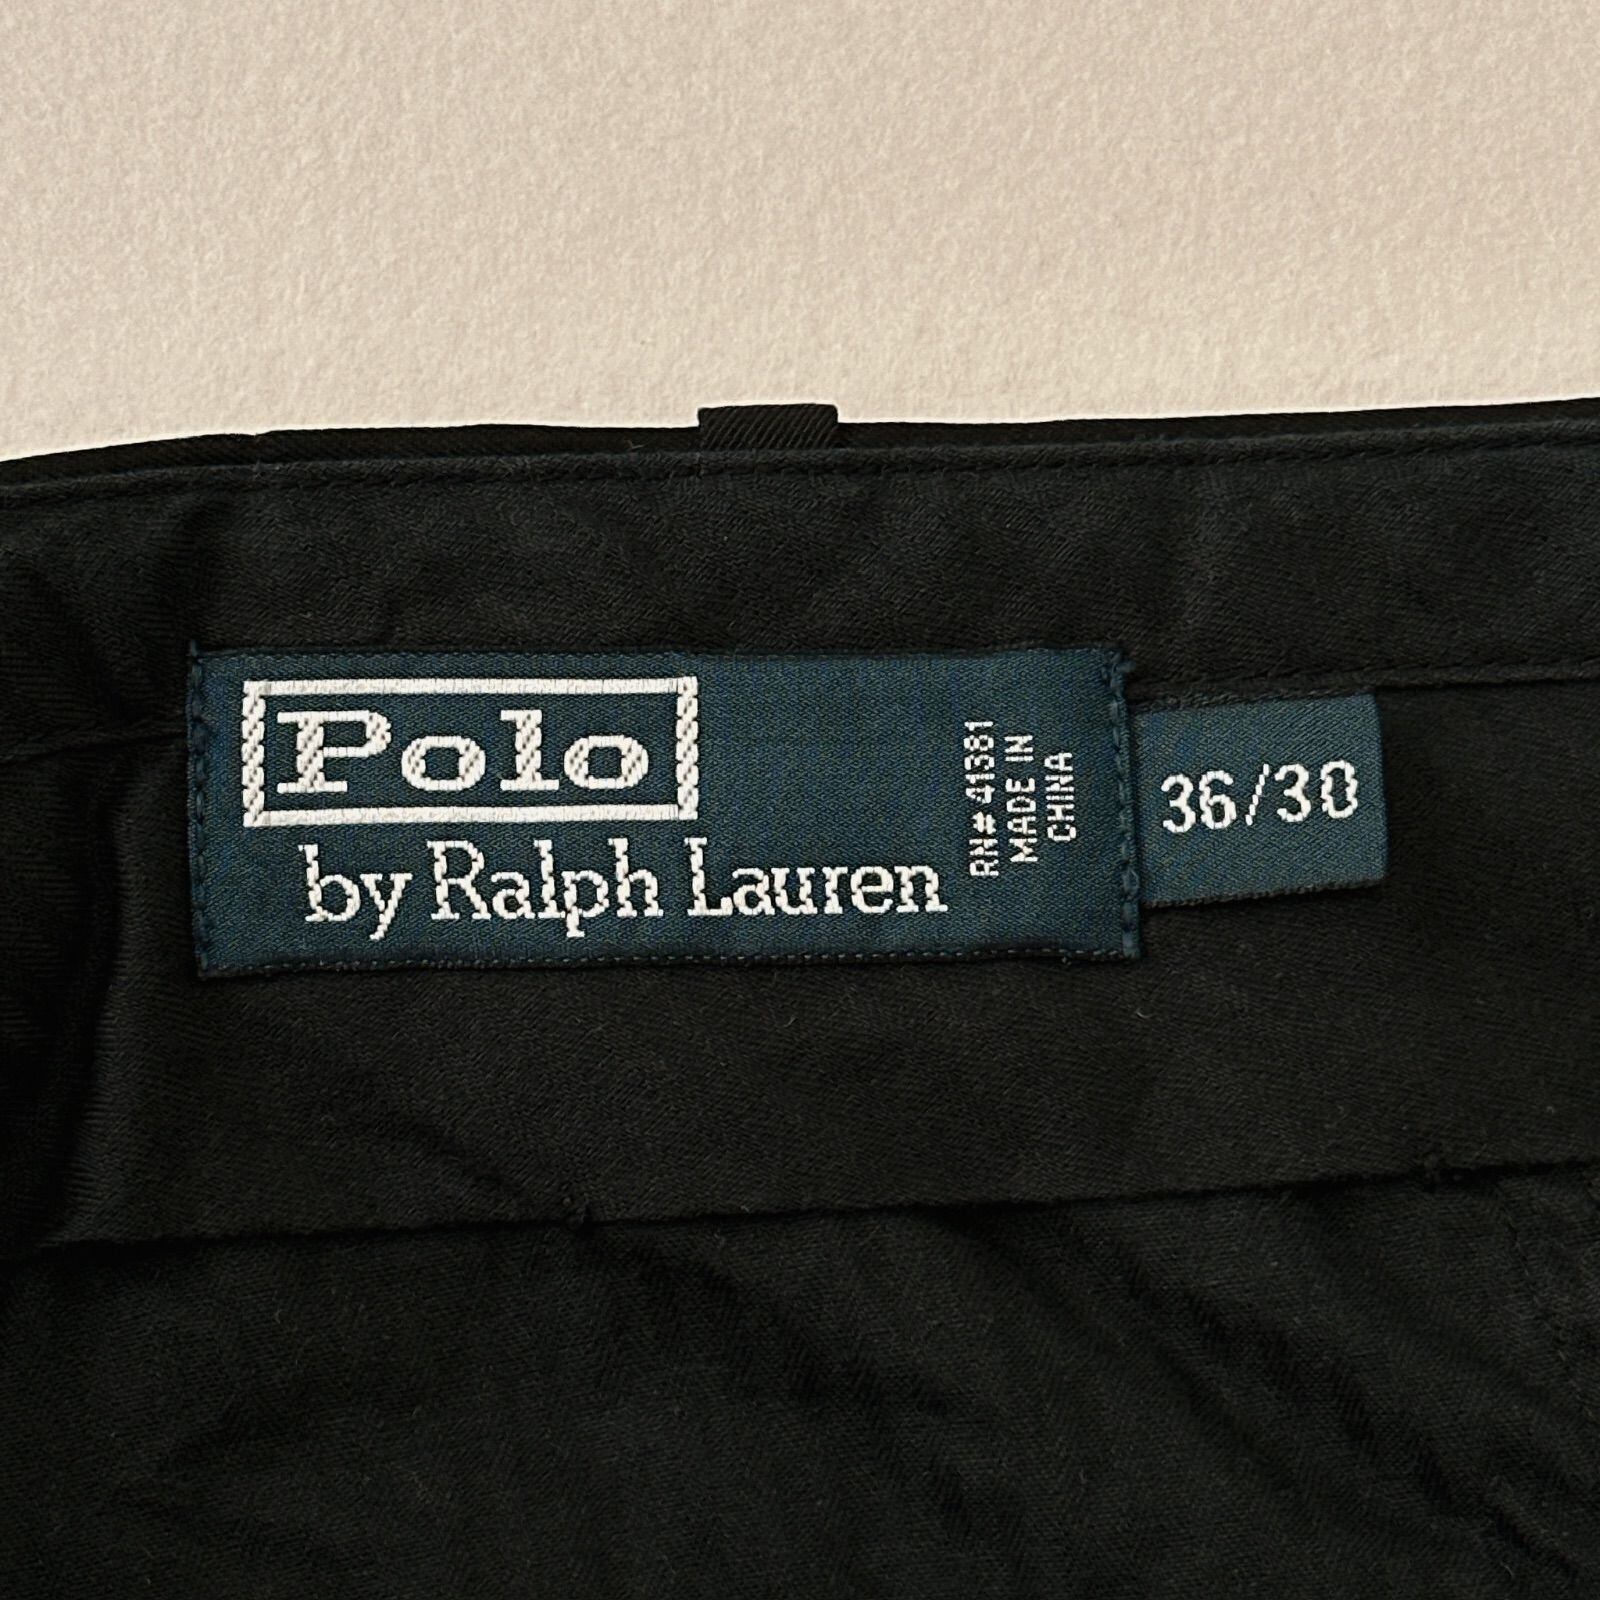 Polo
by Ralph Lauren
RN# 41381
MADE IN
CHINA
36/30